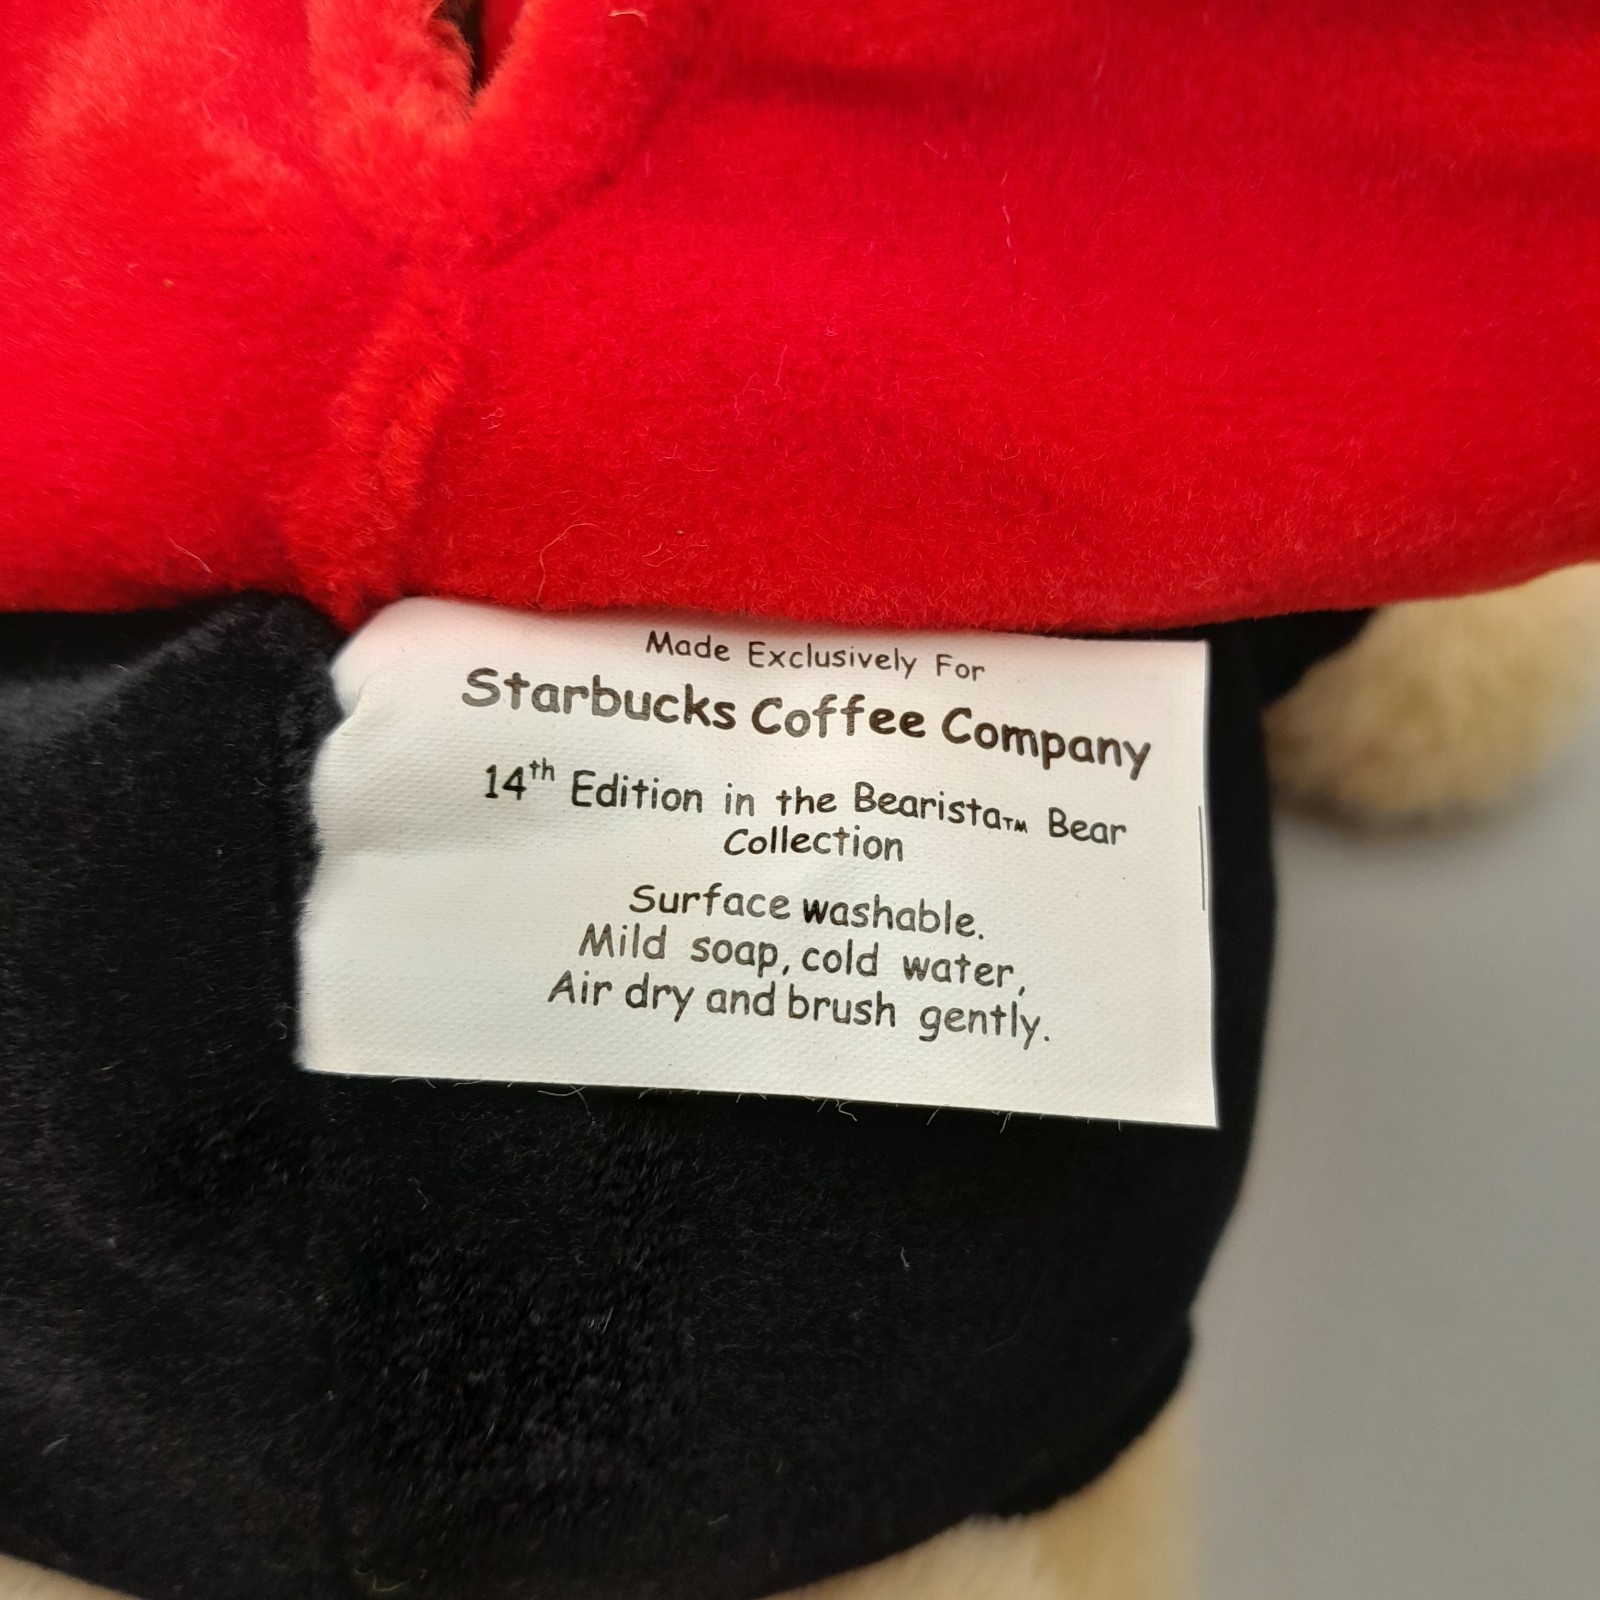 Made Exclusively For
Starbucks Coffee Company
14th Edition in the Bearista™ Bear
Collection
Surface washable.
Mild soap, cold water,
Air dry and brush gently.